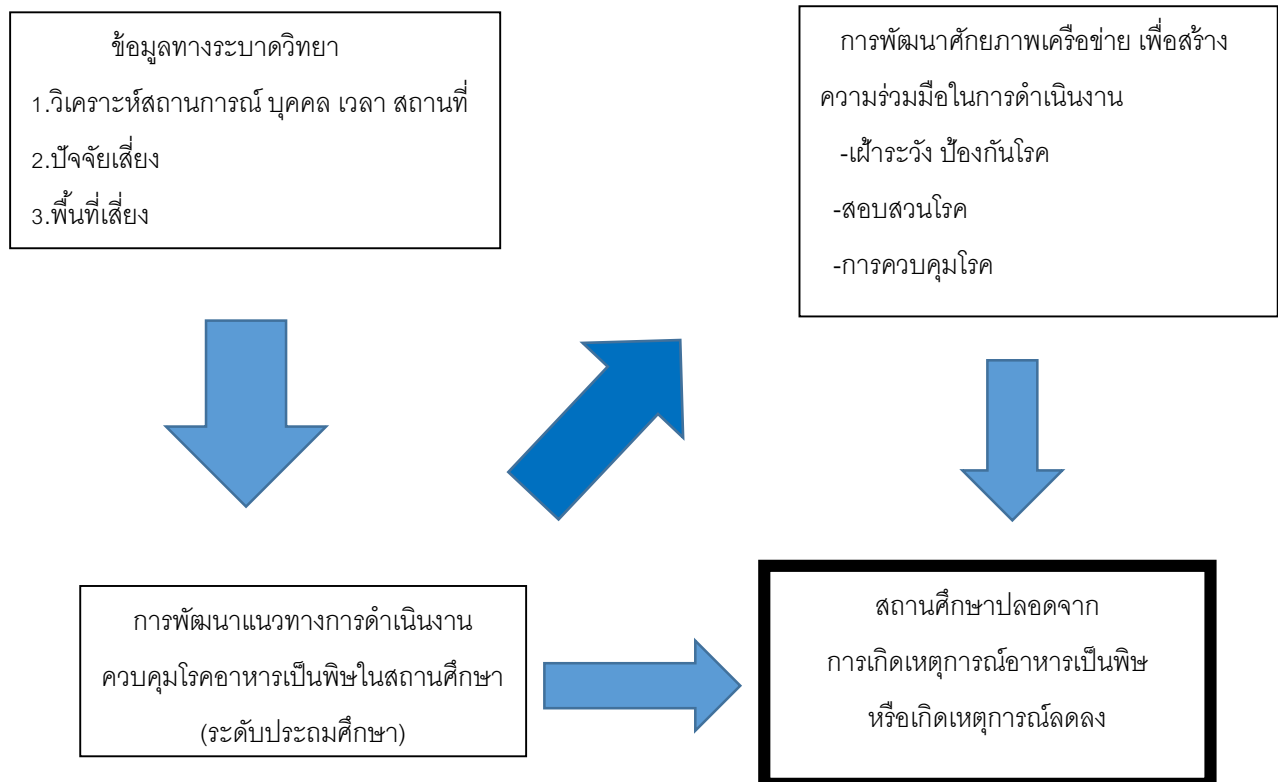 ข้อมูลทางระบาดวิทยา
1.วิเคราะห์สถานการณ์ บุคคล เวลา สถานที่
2.ปัจจัยเสี่ยง
3.พื้นที่เสี่ยง
การพัฒนาศักยภาพเครือข่าย เพื่อสร้าง
ความร่วมมือในการดำเนินงาน
-เฝ้าระวัง ป้องกันโรค
-สอบสวนโรค
-การควบคุมโรค
การพัฒนาแนวทางการดำเนินงาน
ควบคุมโรคอาหารเป็นพิษในสถานศึกษา
(ระดับประถมศึกษา)
สถานศึกษาปลอดจาก
การเกิดเหตุการณ์อาหารเป็นพิษ
หรือเกิดเหตุการณ์ลดลง